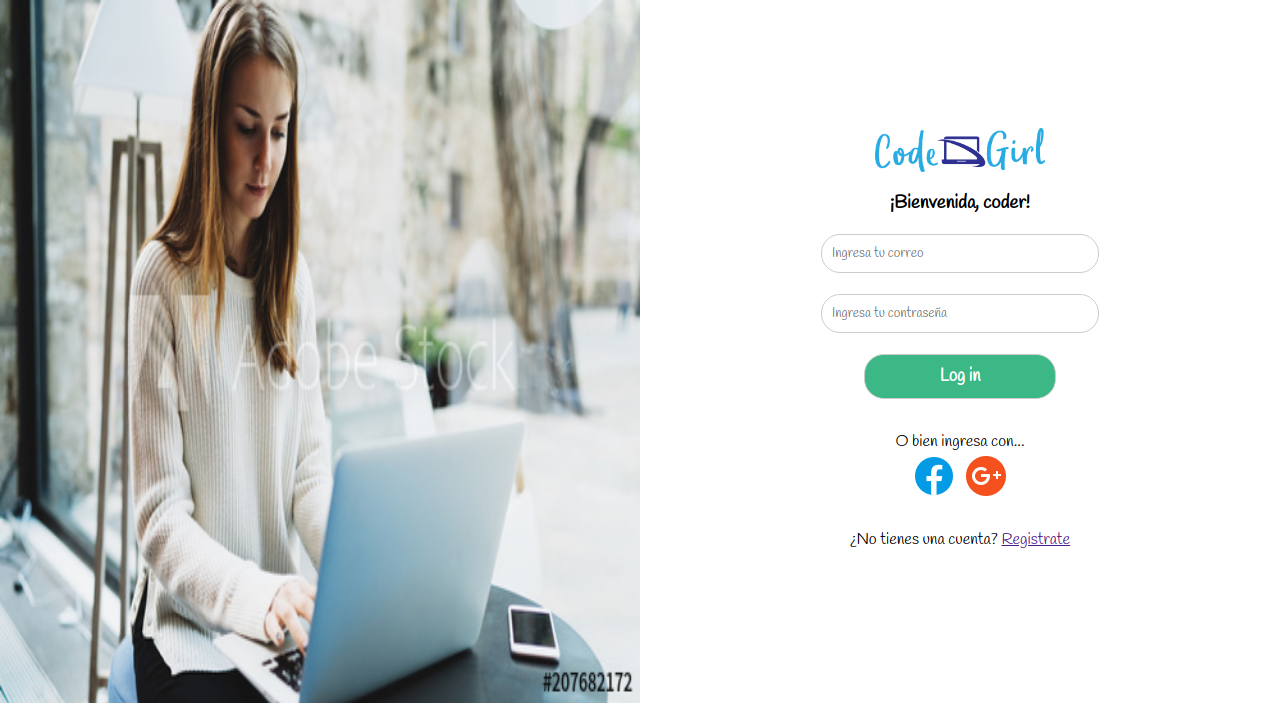 Code Girl
¡Bienvenida, coder!
Ingresa tu correo
Ingresa tu contraseña
Log in
O bien ingresa con...
f
G+
¿No tienes una cuenta? Registrate
Adobe Stock
#207682172